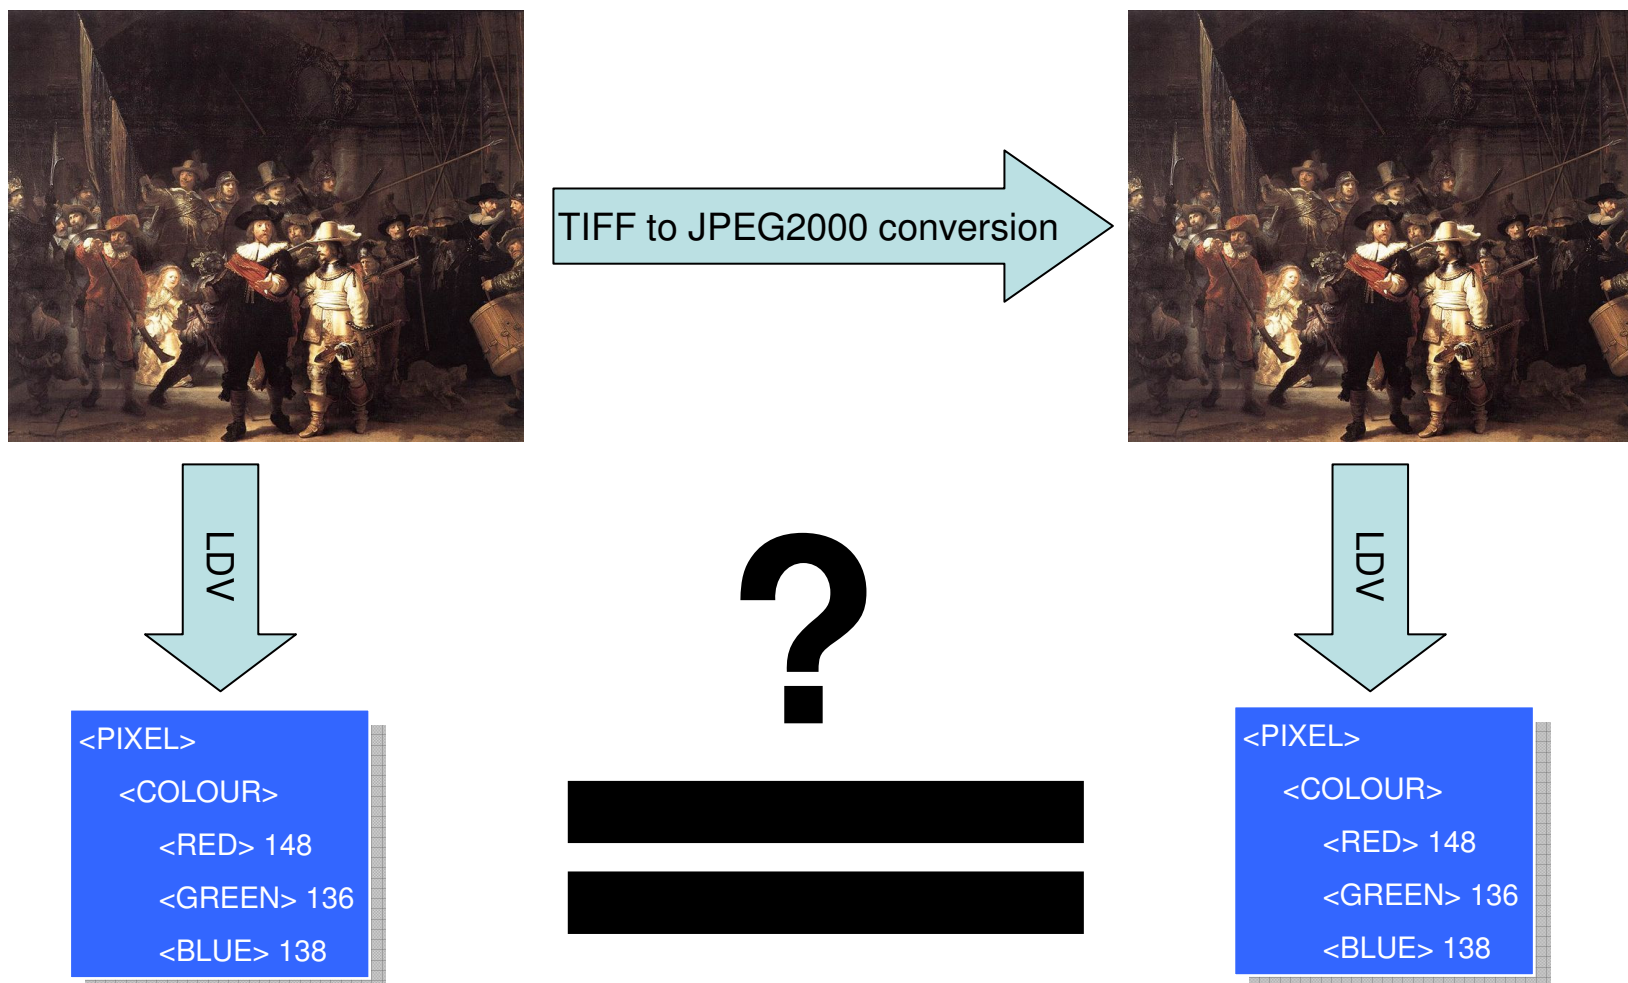 TIFF to JPEG2000 conversion
LDV
LDV
?
<PIXEL>
<COLOUR>
<RED> 148
<GREEN> 136
<BLUE> 138
<PIXEL>
<COLOUR>
<RED> 148
<GREEN> 136
<BLUE> 138